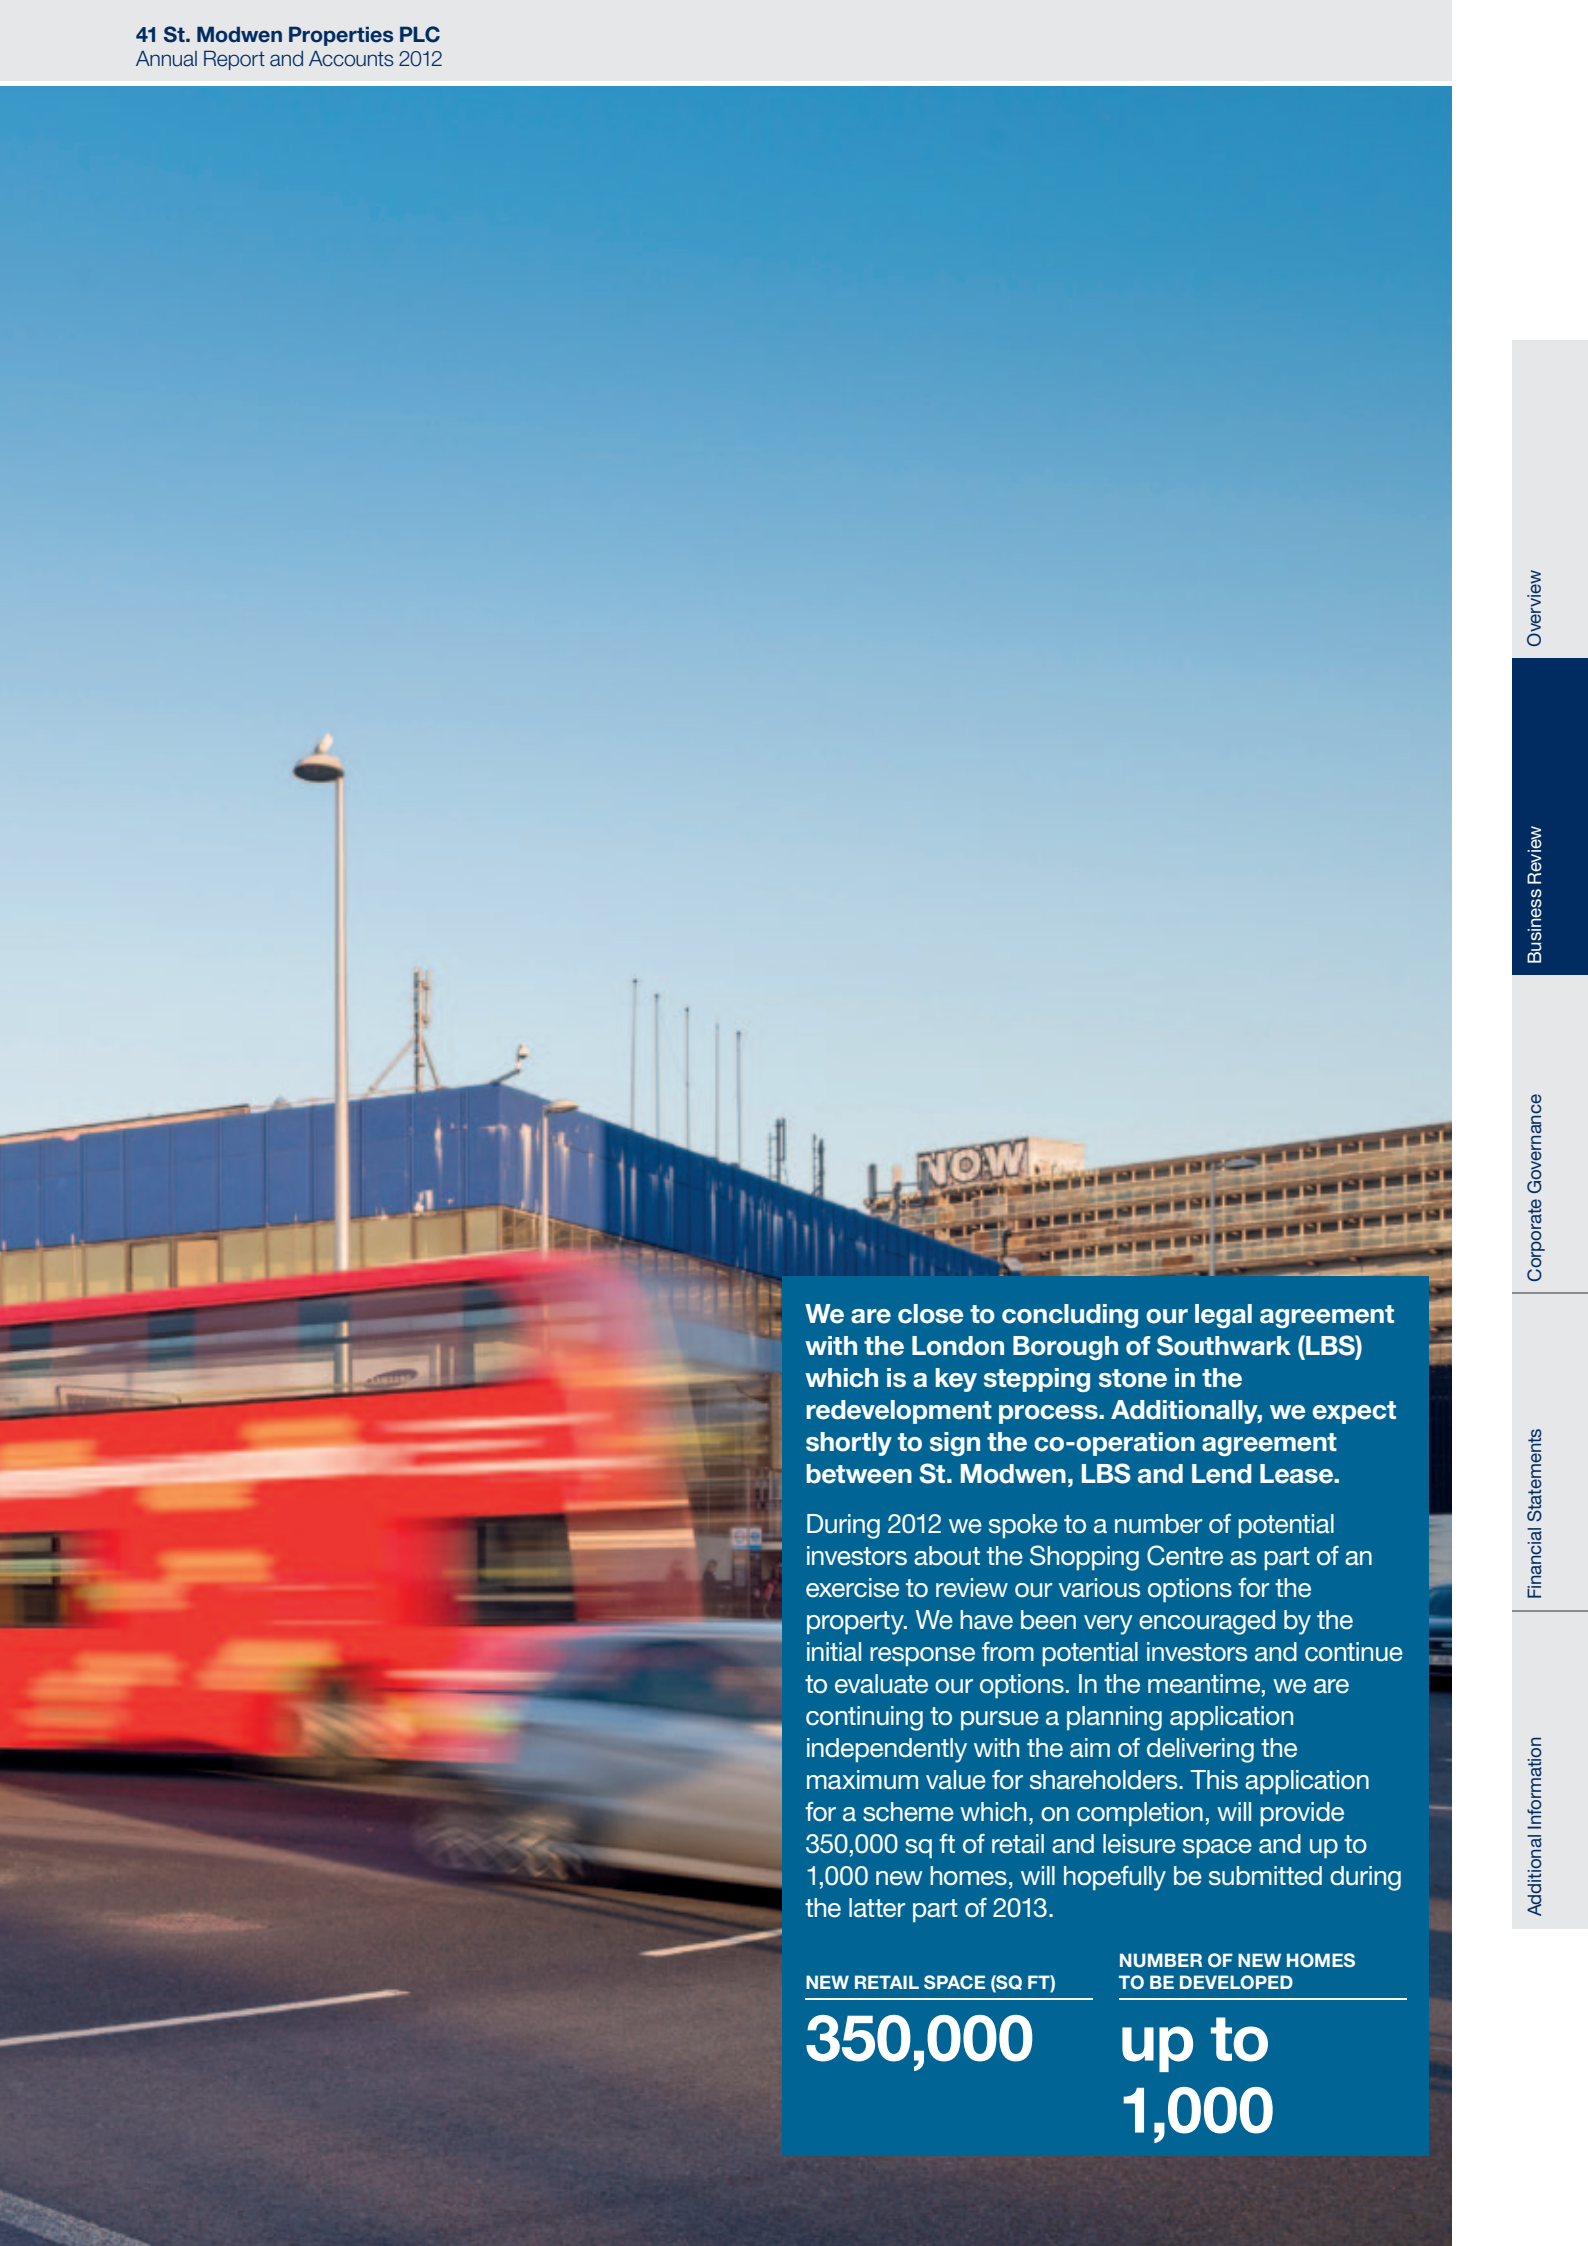 41 St. Modwen Properties PLC
Annual Report and Accounts 2012
NOW
We are close to concluding our legal agreement
with the London Borough of Southwark (LBS)
which is a key stepping stone in the
redevelopment process. Additionally, we expect
shortly to sign the co-operation agreement
between St. Modwen, LBS and Lend Lease.
During 2012 we spoke to a number of potential
investors about the Shopping Centre as part of an
exercise to review our various options for the
property. We have been very encouraged by the
initial response from potential investors and continue
to evaluate our options. In the meantime, we are
continuing to pursue a planning application
independently with the aim of delivering the
maximum value for shareholders. This application
for a scheme which, on completion, will provide
350,000 sq ft of retail and leisure space and up to
1,000 new homes, will hopefully be submitted during
the latter part of 2013.
NEW RETAIL SPACE (SQ FT)
350,000
NUMBER OF NEW HOMES
TO BE DEVELOPED
up to
1,000
Overview
Business Review
Corporate Governance
Financial Statements
Additional Information